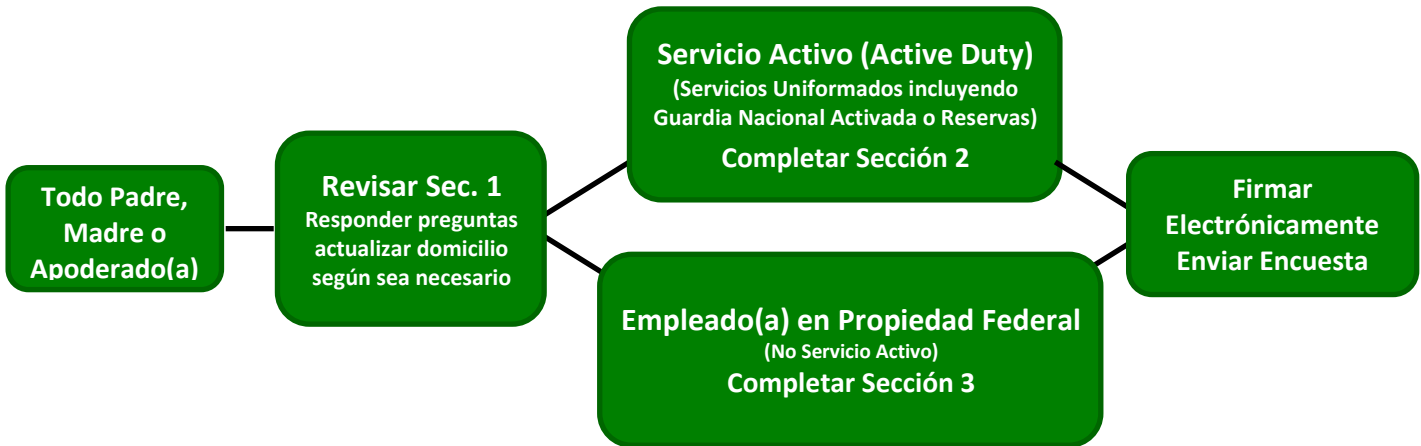 Todo Padre,
Madre o
Apoderado(a)
Revisar Sec. 1
Responder preguntas
actualizar domicilio
según sea necesario
Servicio Activo (Active Duty)
(Servicios Uniformados incluyendo
Guardia Nacional Activada o Reservas)
Completar Sección 2
Empleado(a) en Propiedad Federal
(No Servicio Activo)
Completar Sección 3
Firmar
Electrónicamente
Enviar Encuesta